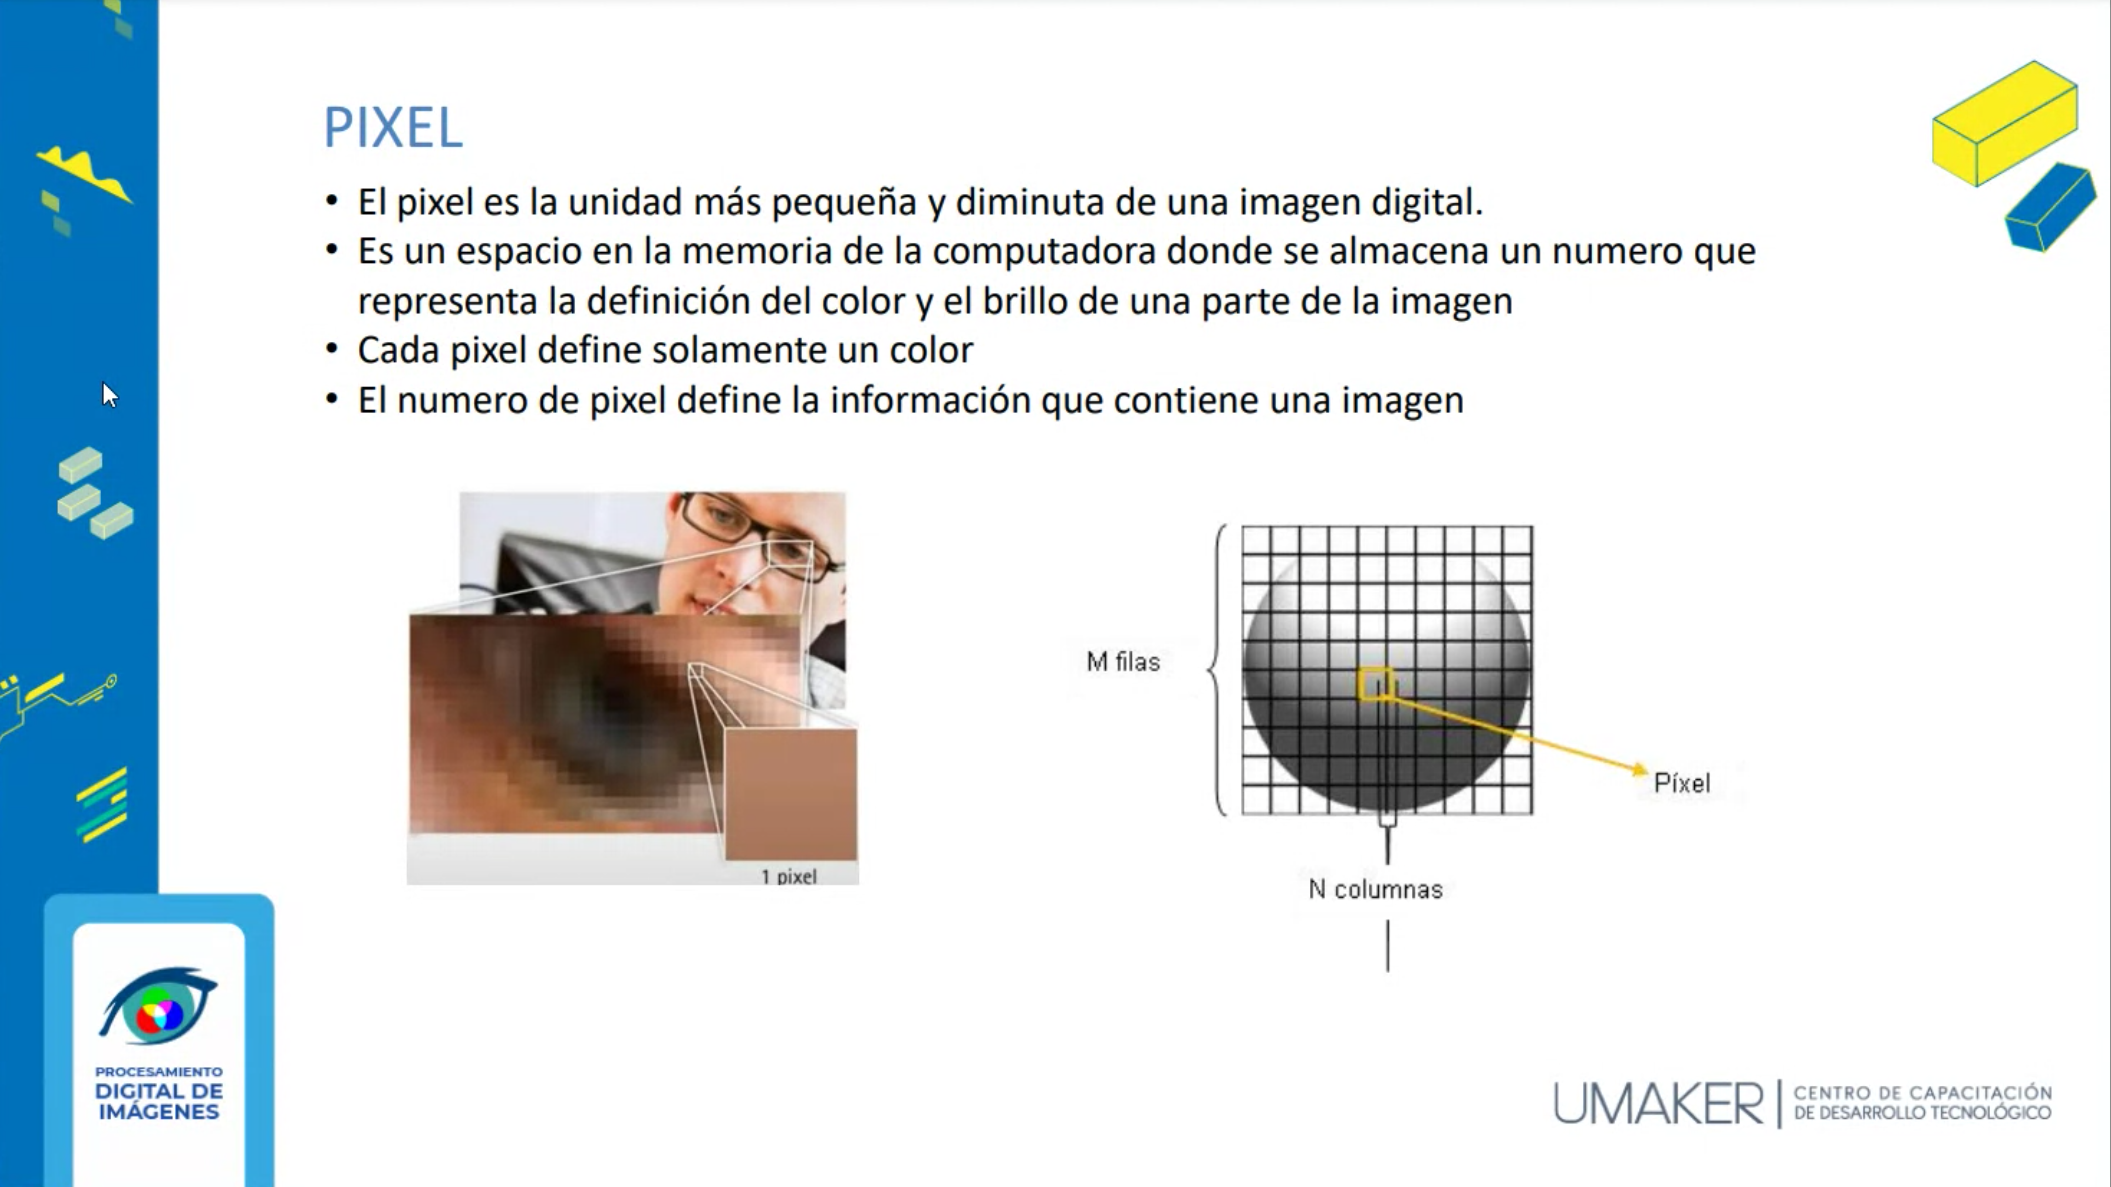 PIXEL
• El pixel es la unidad más pequeña y diminuta de una imagen digital.
• Es un espacio en la memoria de la computadora donde se almacena un numero que
representa la definición del color y el brillo de una parte de la imagen
• Cada pixel define solamente un color
• El numero de pixel define la información que contiene una imagen
1 pixel
M filas
Píxel
N columnas
PROCESAMIENTO
DIGITAL DE
IMÁGENES
UMAKER
CENTRO DE CAPACITACIÓN
DE DESARROLLO TECNOLÓGICO